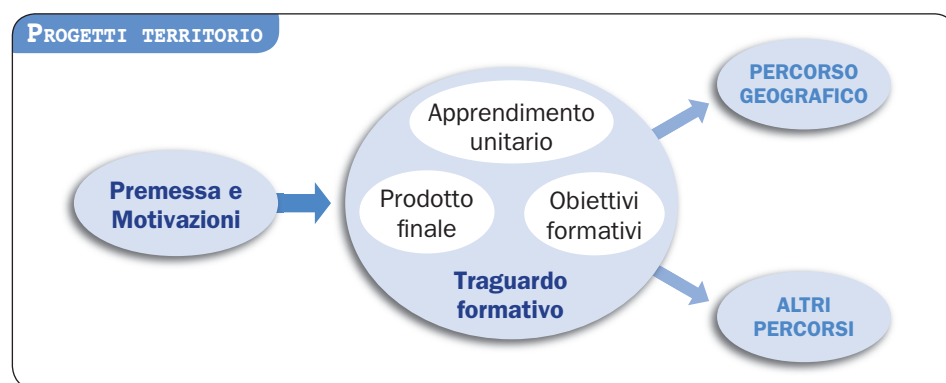 PROGETTI TERRITORIO
Premessa e
Motivazioni
Apprendimento
unitario
Prodotto
finale
Obiettivi
formativi
Traguardo
formativo
PERCORSO
GEOGRAFICO
ALTRI
PERCORSI